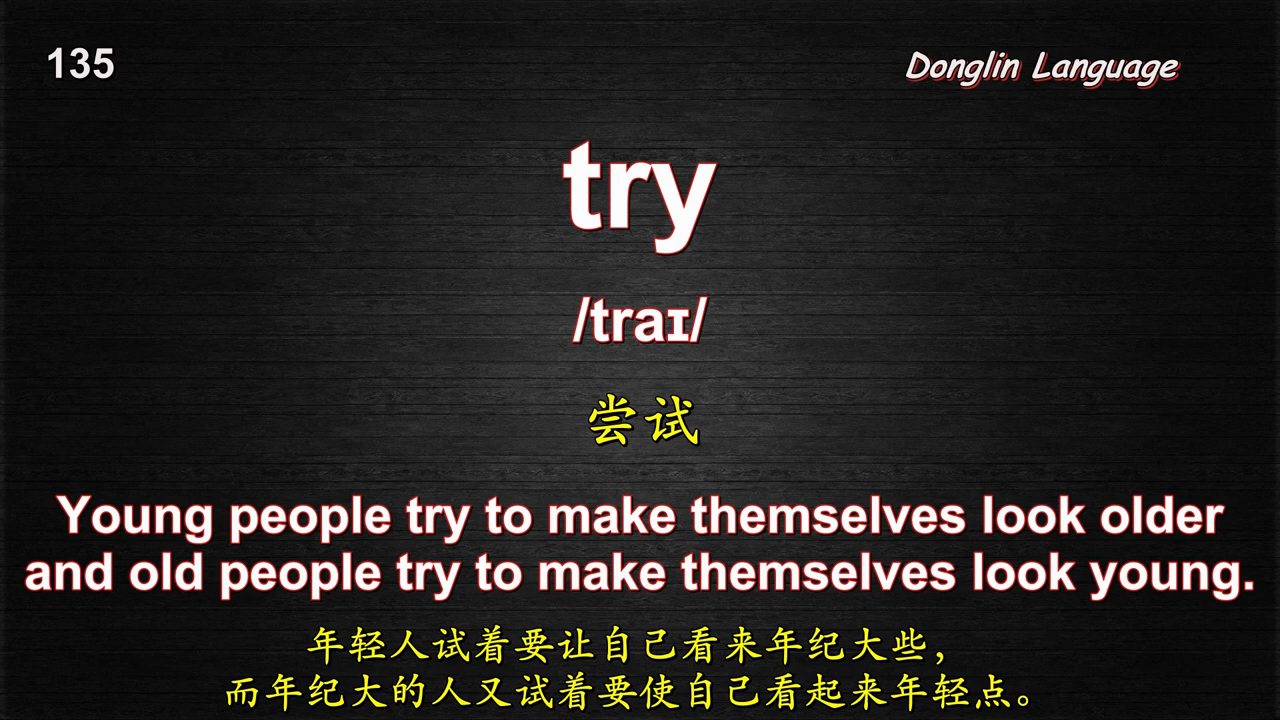 135
Donglin Language
try
/traɪ/
尝试
Young people try to make themselves look older
and old people try to make themselves look young.
年轻人试着要让自己看来年纪大些，
而年纪大的人又试着要使自己看起来年轻点。